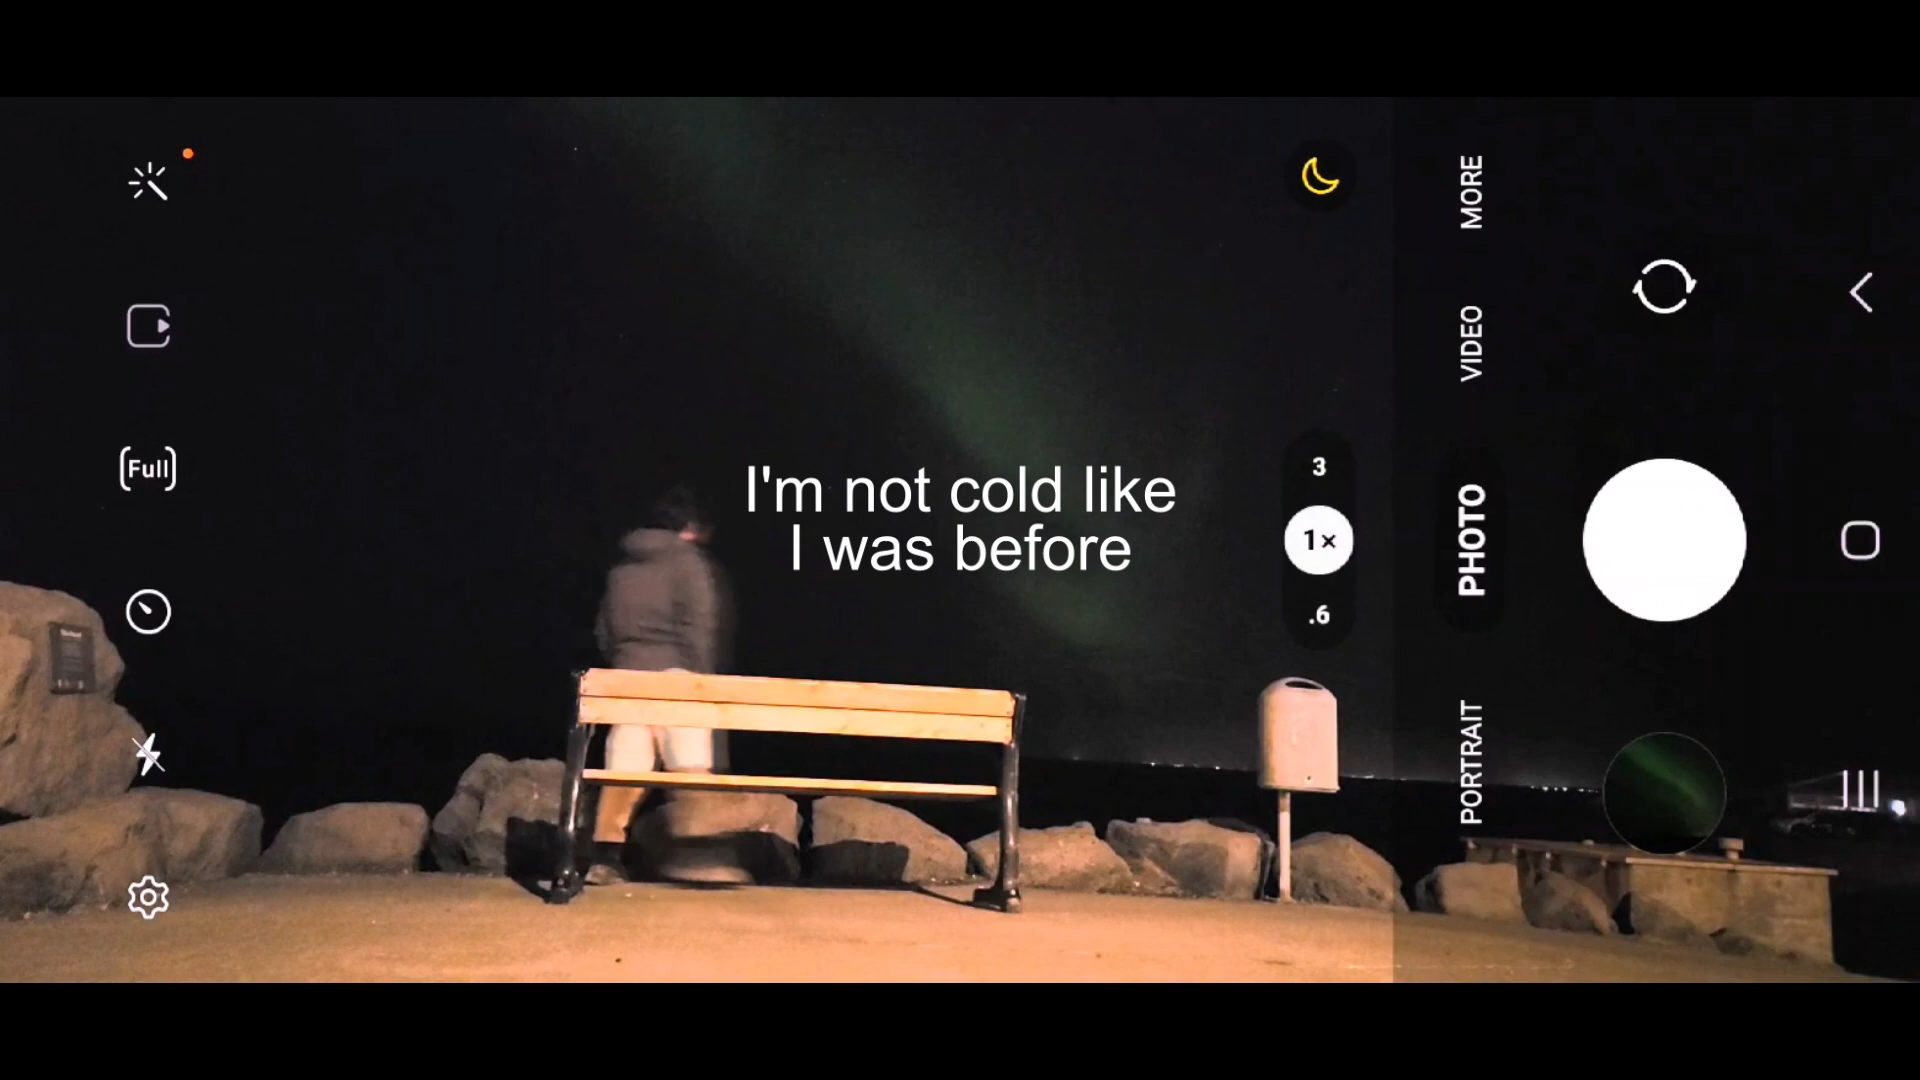 MORE
VIDEO
PHOTO
PORTRAIT
Full
3
1×
.6
I'm not cold like
I was before